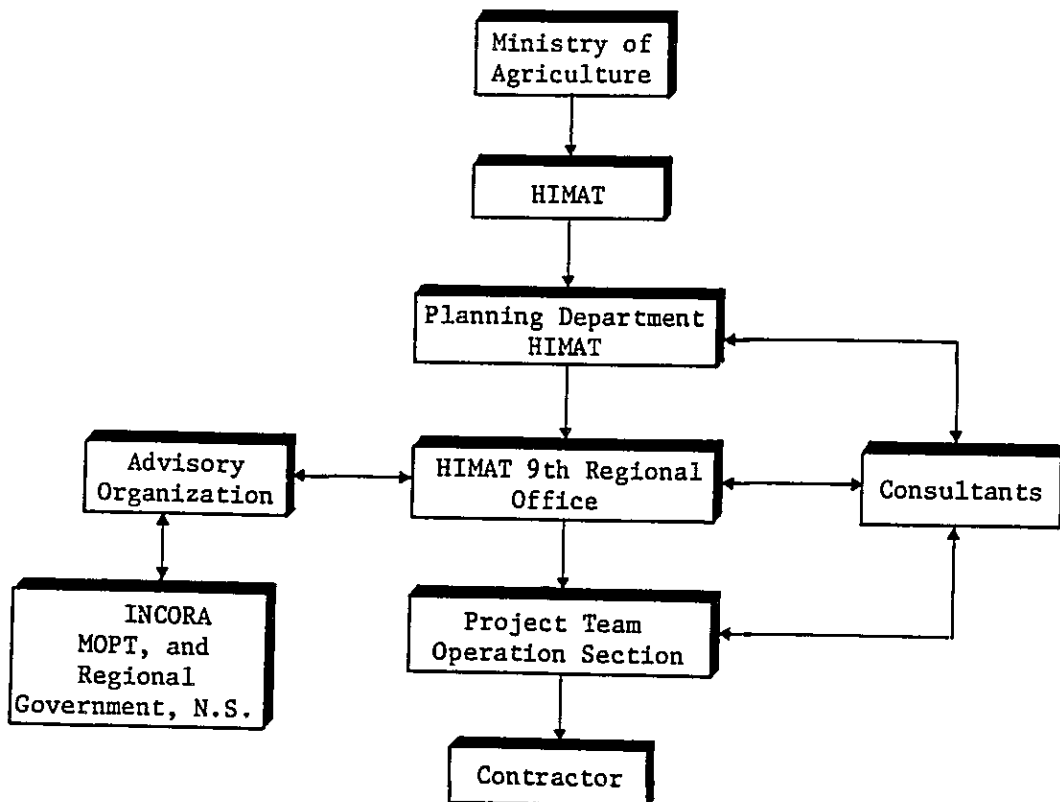 Ministry of
Agriculture
HIMAT
Planning Department
HIMAT
Advisory
Organization
HIMAT 9th Regional
Office
Consultants
INCORA
MOPT, and
Regional
Government, N.S.
Project Team
Operation Section
Contractor